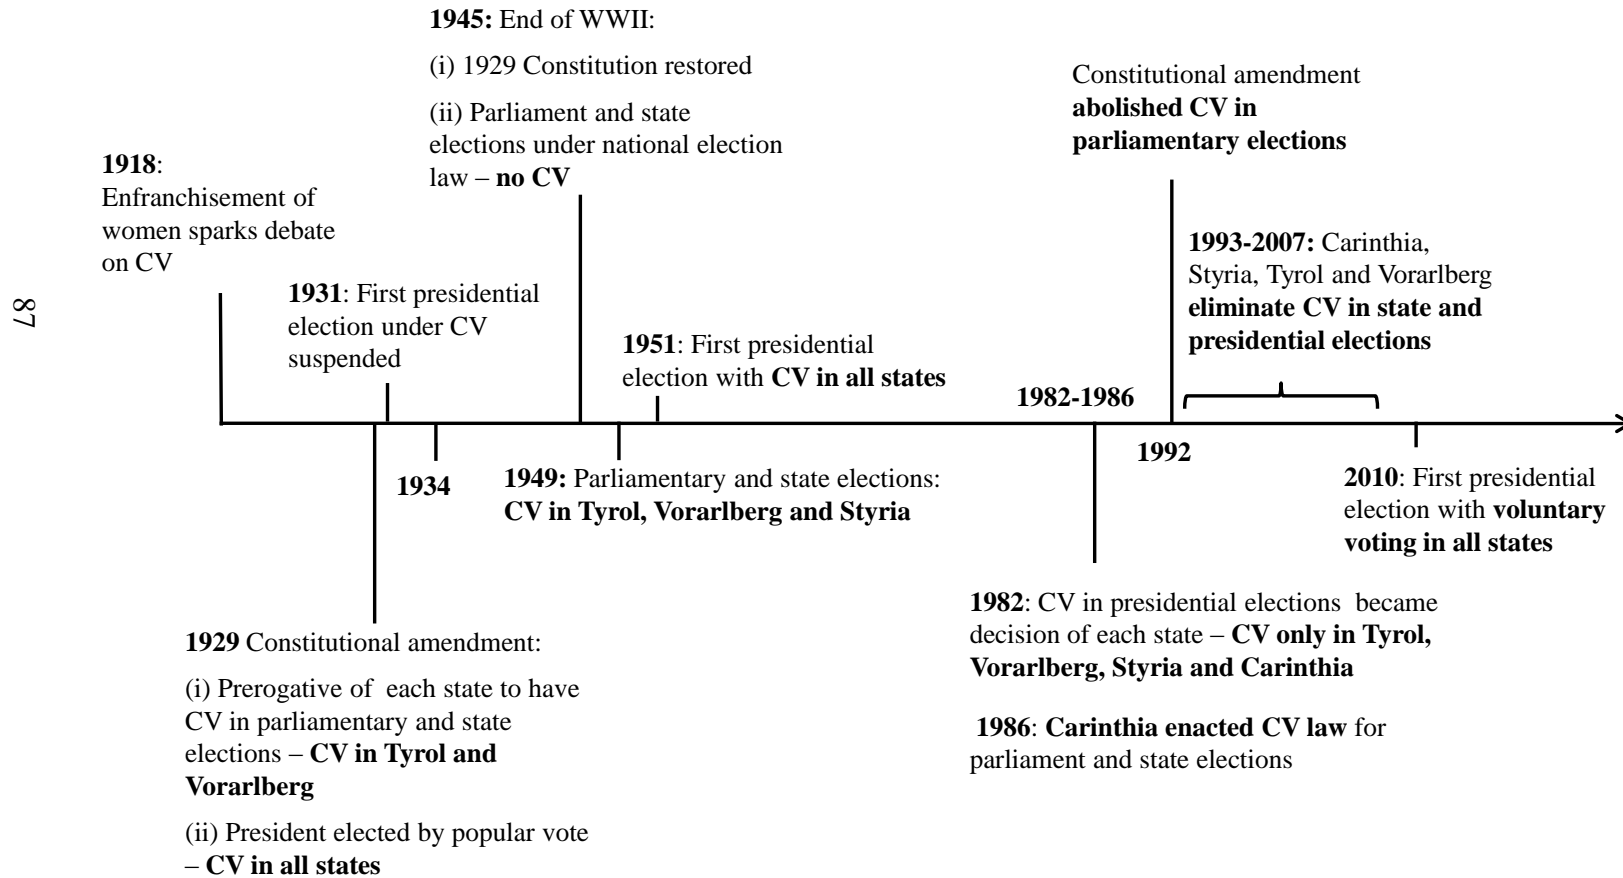 1945: End of WWII:
(i) 1929 Constitution restored
(ii) Parliament and state
elections under national election
law – no CV
Constitutional amendment
abolished CV in
parliamentary elections
1918:
Enfranchisement of
women sparks debate
on CV
1993-2007: Carinthia,
Styria, Tyrol and Vorarlberg
eliminate CV in state and
presidential elections
87
1931: First presidential
election under CV
suspended
1951: First presidential
election with CV in all states
1982-1986
1992
1934
1949: Parliamentary and state elections:
CV in Tyrol, Vorarlberg and Styria
2010: First presidential
election with voluntary
voting in all states
1982: CV in presidential elections became
decision of each state – CV only in Tyrol,
Vorarlberg, Styria and Carinthia
1986: Carinthia enacted CV law for
parliament and state elections
1929 Constitutional amendment:
(i) Prerogative of each state to have
CV in parliamentary and state
elections – CV in Tyrol and
Vorarlberg
(ii) President elected by popular vote
– CV in all states